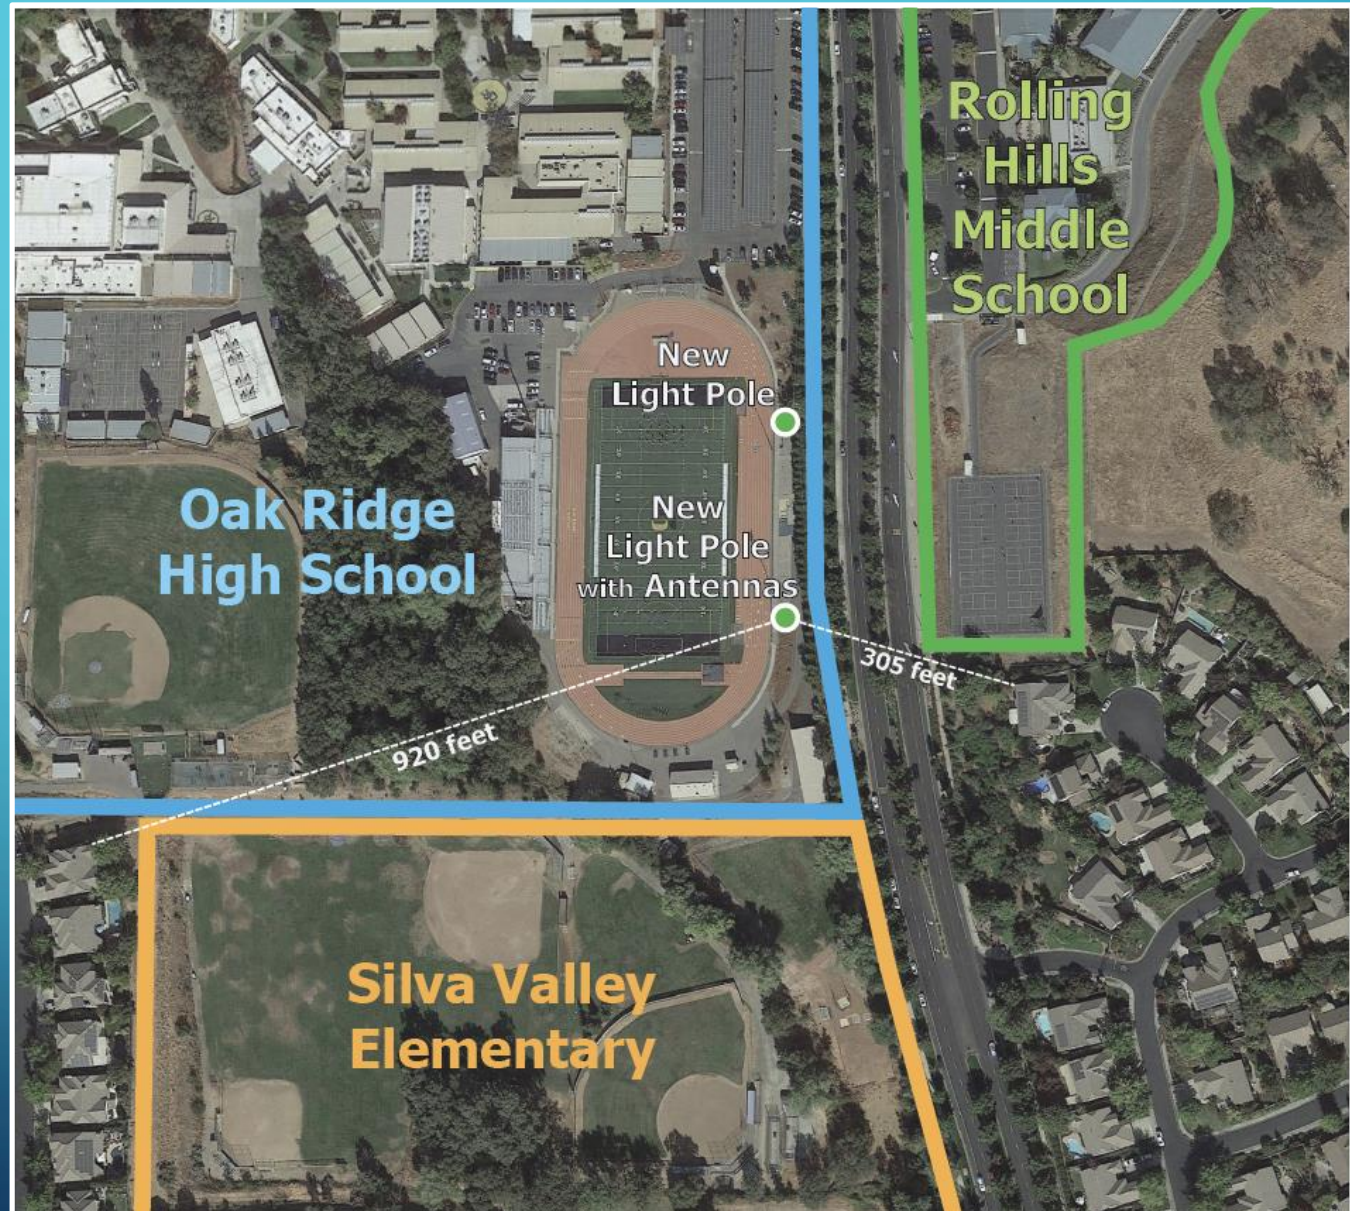 Rolling
Hills
Middle
School
New
Light Pole
Oak Ridge
High School
New
Light Pole
with Antennas
305 feet
920 feet
Silva Valley
Elementary